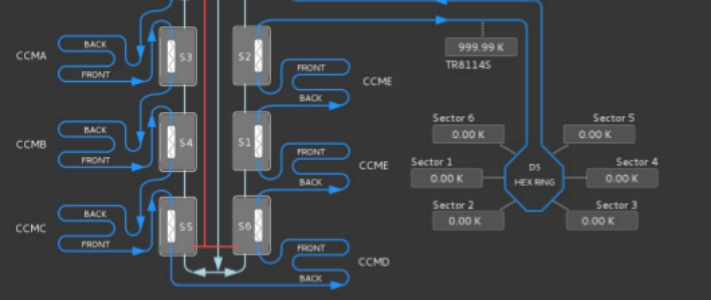 999.99 K
TR8114S
CCMA
BACK
FRONT
S3
S2
FRONT
BACK
CCME
CCMB
BACK
FRONT
S4
S1
FRONT
BACK
CCME
CCMC
BACK
FRONT
S5
S6
FRONT
BACK
CCMD
Sector 6
0.00 K
Sector 5
0.00 K
Sector 1
0.00 K
D5
HEX RING
Sector 4
0.00 K
Sector 2
0.00 K
Sector 3
0.00 K